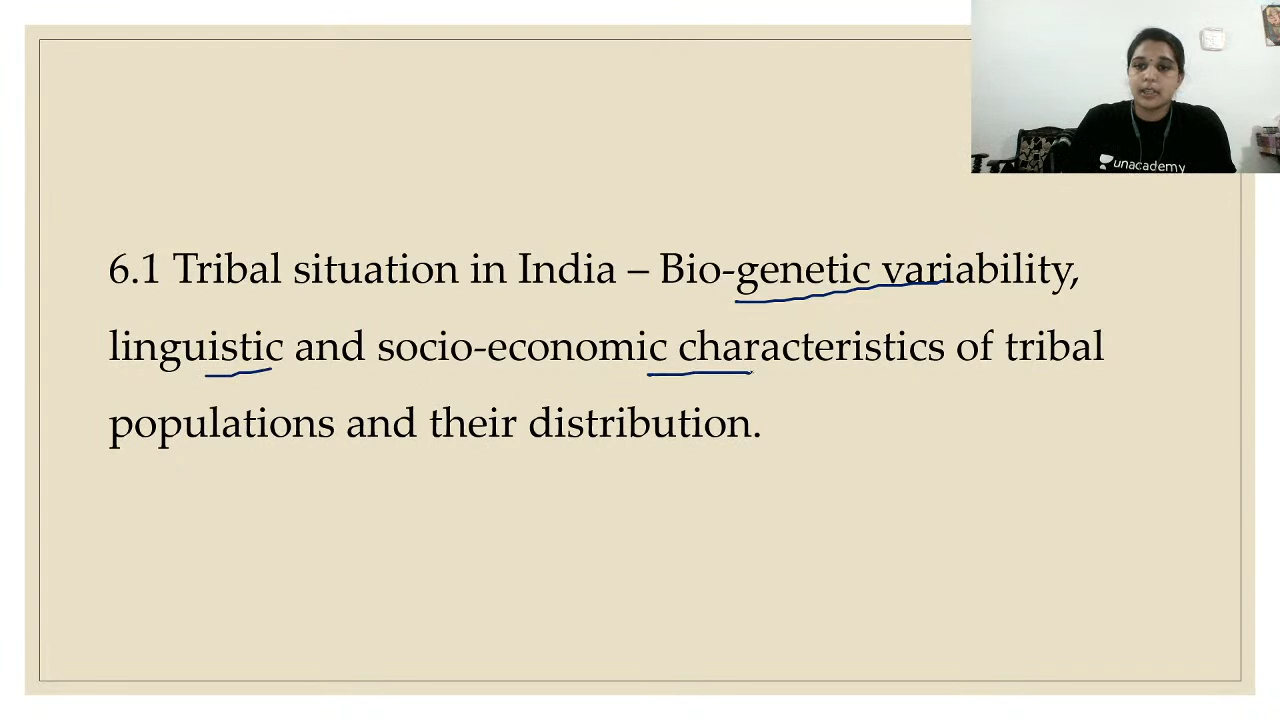 unacademy
6.1 Tribal situation in India – Bio-genetic variability,
linguistic and socio-economic characteristics of tribal
populations and their distribution.